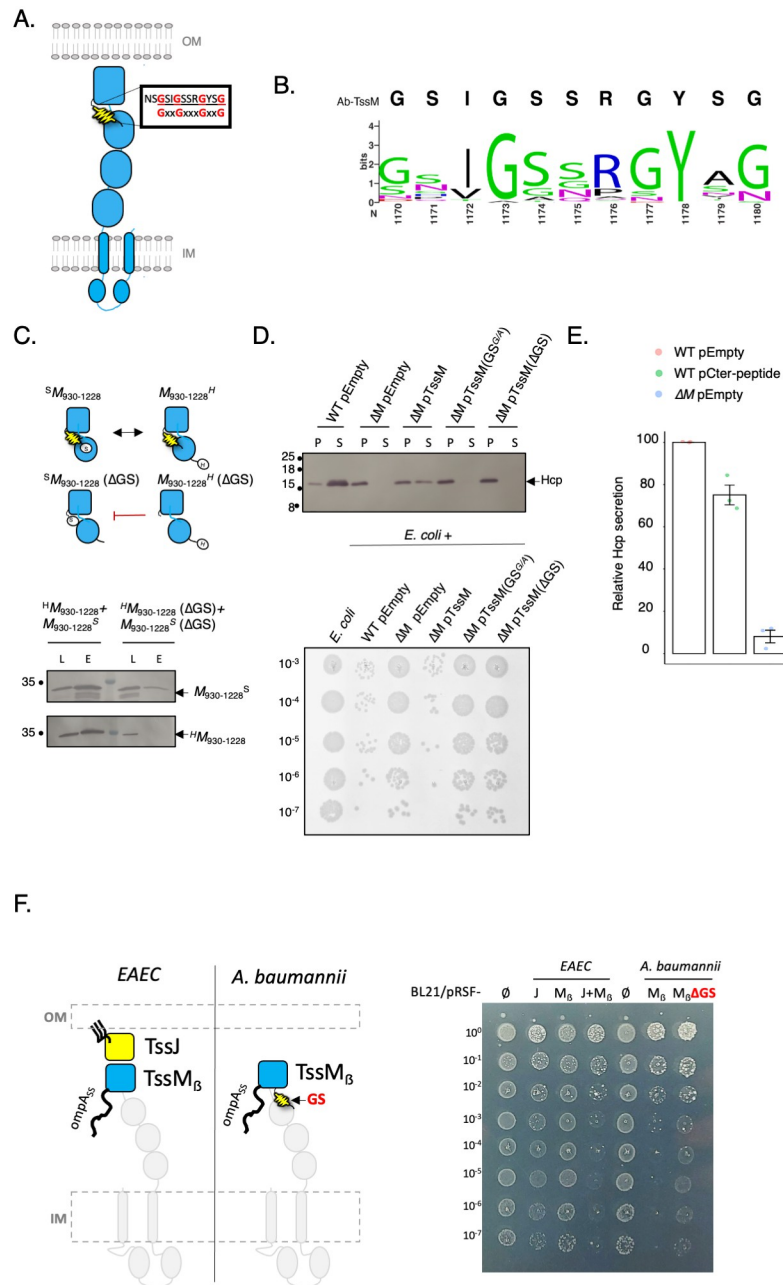 A.
OM
NSGSIGSSRGYSG
GxxGxxxGxxG
IM
B.
Ab-TssM G S I G S S R G Y S G
bits
4
3
2
1
0
N
1170 1171 1172 1173 1174 1175 1176 1177 1178 1179 1180
C.
SM930-1228 M930-1228H
S H
SM930-1228 (ΔGS) M930-1228H (ΔGS)
S H
HM930-1228+ HM930-1228 (ΔGS)+
M930-1228S M930-1228S (ΔGS)
L E L E
35 M930-1228S
35 HM930-1228
D.
WT pEmpty ΔM pEmpty ΔM pTssM ΔM pTssM(GSG/A) ΔM pTssM(ΔGS)
P S P S P S P S P S
25
18
15 Hcp
8
E. coli +
E. coli WT pEmpty ΔM pEmpty ΔM pTssM ΔM pTssM(GSG/A) ΔM pTssM(ΔGS)
10-3
10-4
10-5
10-6
10-7
E.
WT pEmpty
WT pCter-peptide
ΔM pEmpty
Relative Hcp secretion
100
80
60
40
20
0
F.
EAEC A. baumannii
OM
TssJ
TssMß TssMß
ompASS ompASS
GS
IM
EAEC A. baumannii
BL21/pRSF- Ø J Mß J+Mß Ø Mß MßΔGS
100
10-1
10-2
10-3
10-4
10-5
10-6
10-7